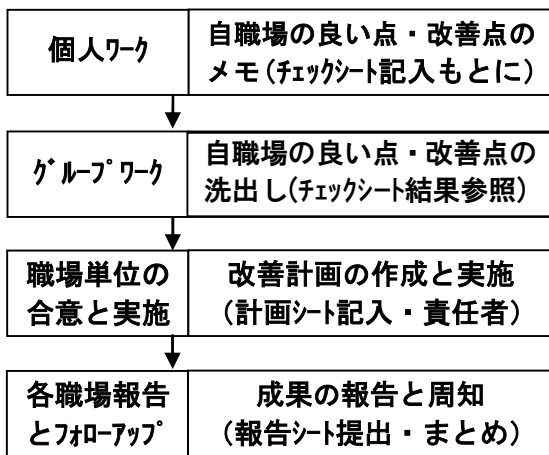 個人ﾜｰｸ
自職場の良い点・改善点の
メモ(ﾁｪｯｸｼｰﾄ記入もとに)
ｸﾞﾙｰﾌﾟﾜｰｸ
自職場の良い点・改善点の
洗出し(ﾁｪｯｸｼｰﾄ結果参照)
職場単位の
合意と実施
改善計画の作成と実施
(計画ｼｰﾄ記入・責任者)
各職場報告
とﾌｫﾛｰｱｯﾌﾟ
成果の報告と周知
(報告ｼｰﾄ提出・まとめ)